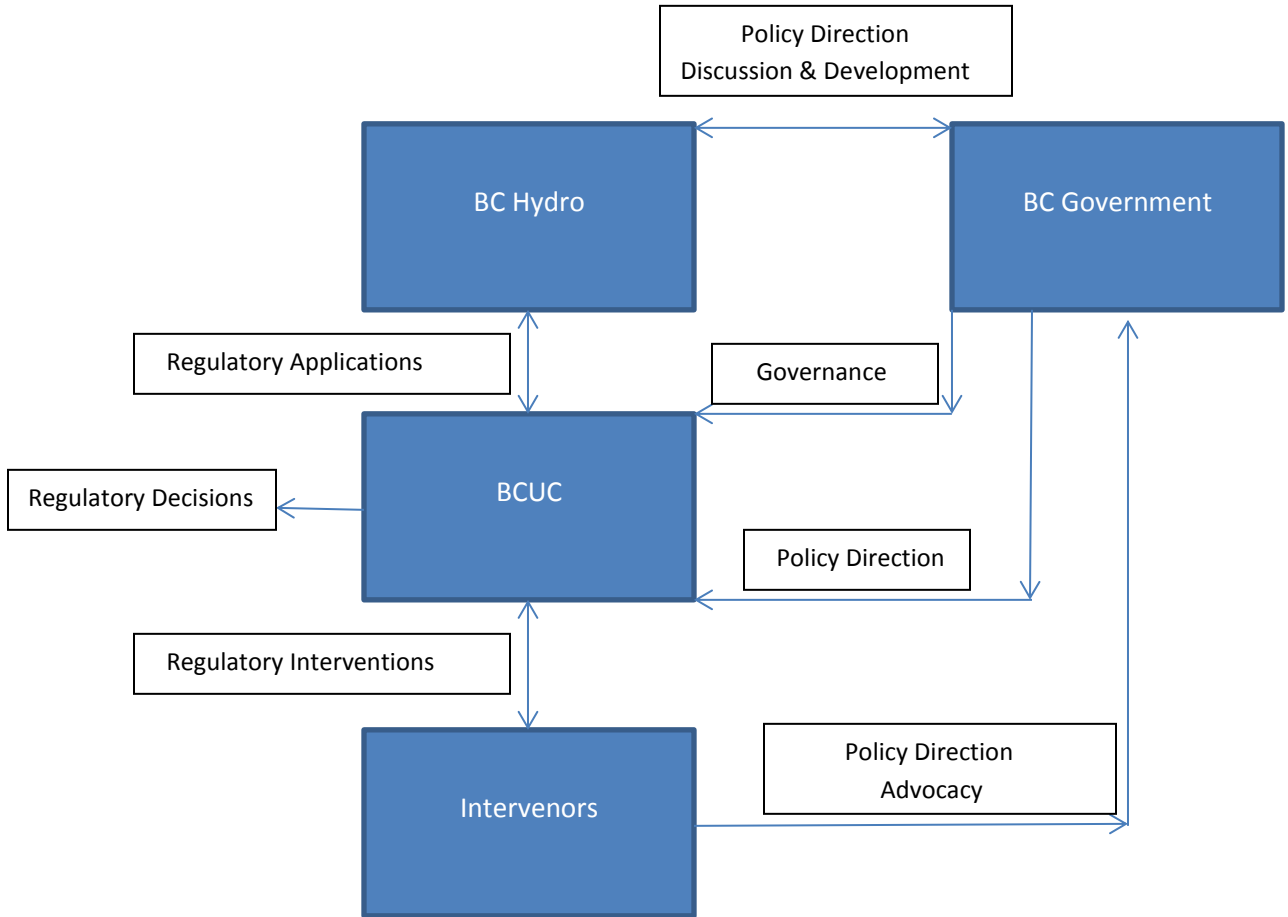 Policy Direction
Discussion & Development
BC Hydro
BC Government
Regulatory Applications
Governance
BCUC
Regulatory Decisions
Policy Direction
Regulatory Interventions
Policy Direction
Advocacy
Intervenors